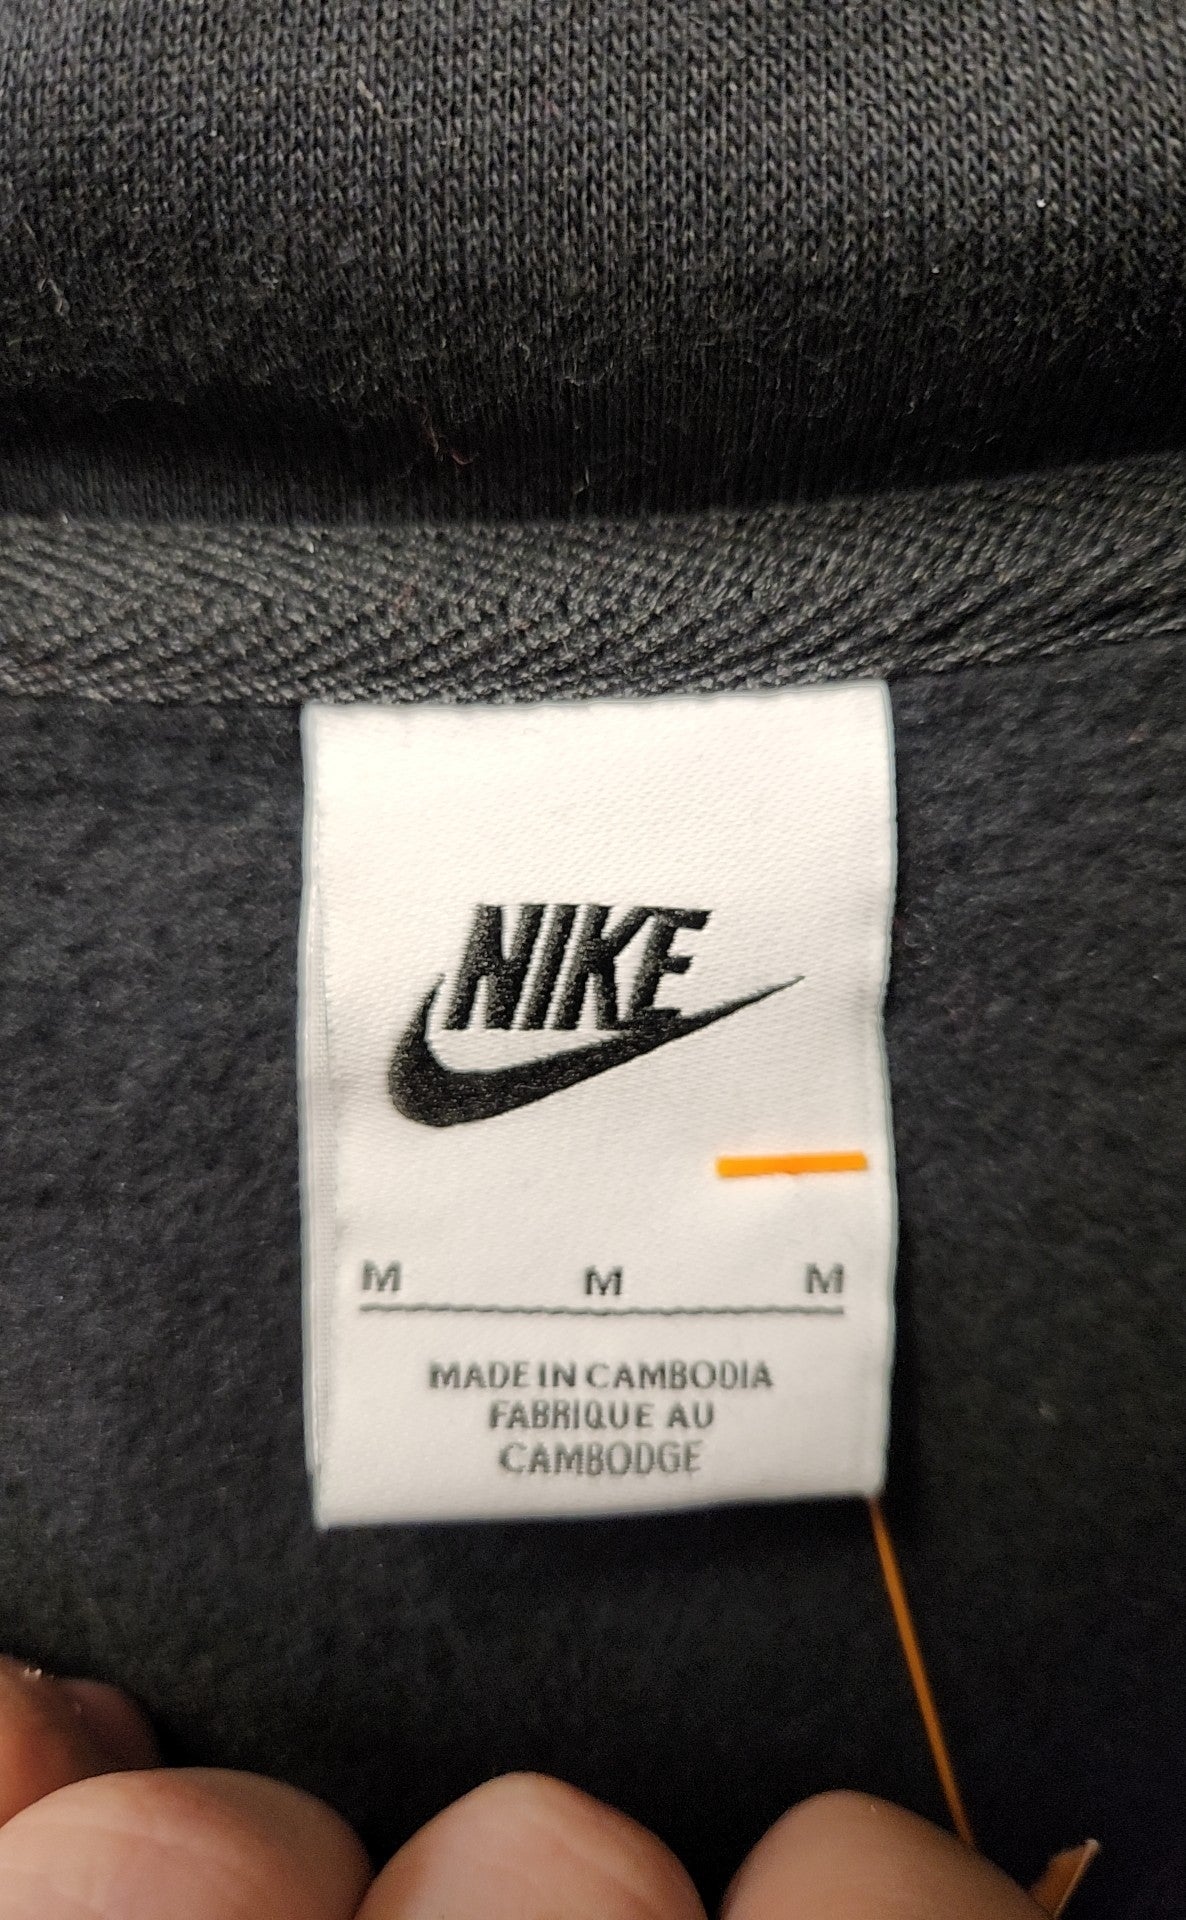 NIKE
M M M
MADE IN CAMBODIA
FABRIQUE AU
CAMBODGE